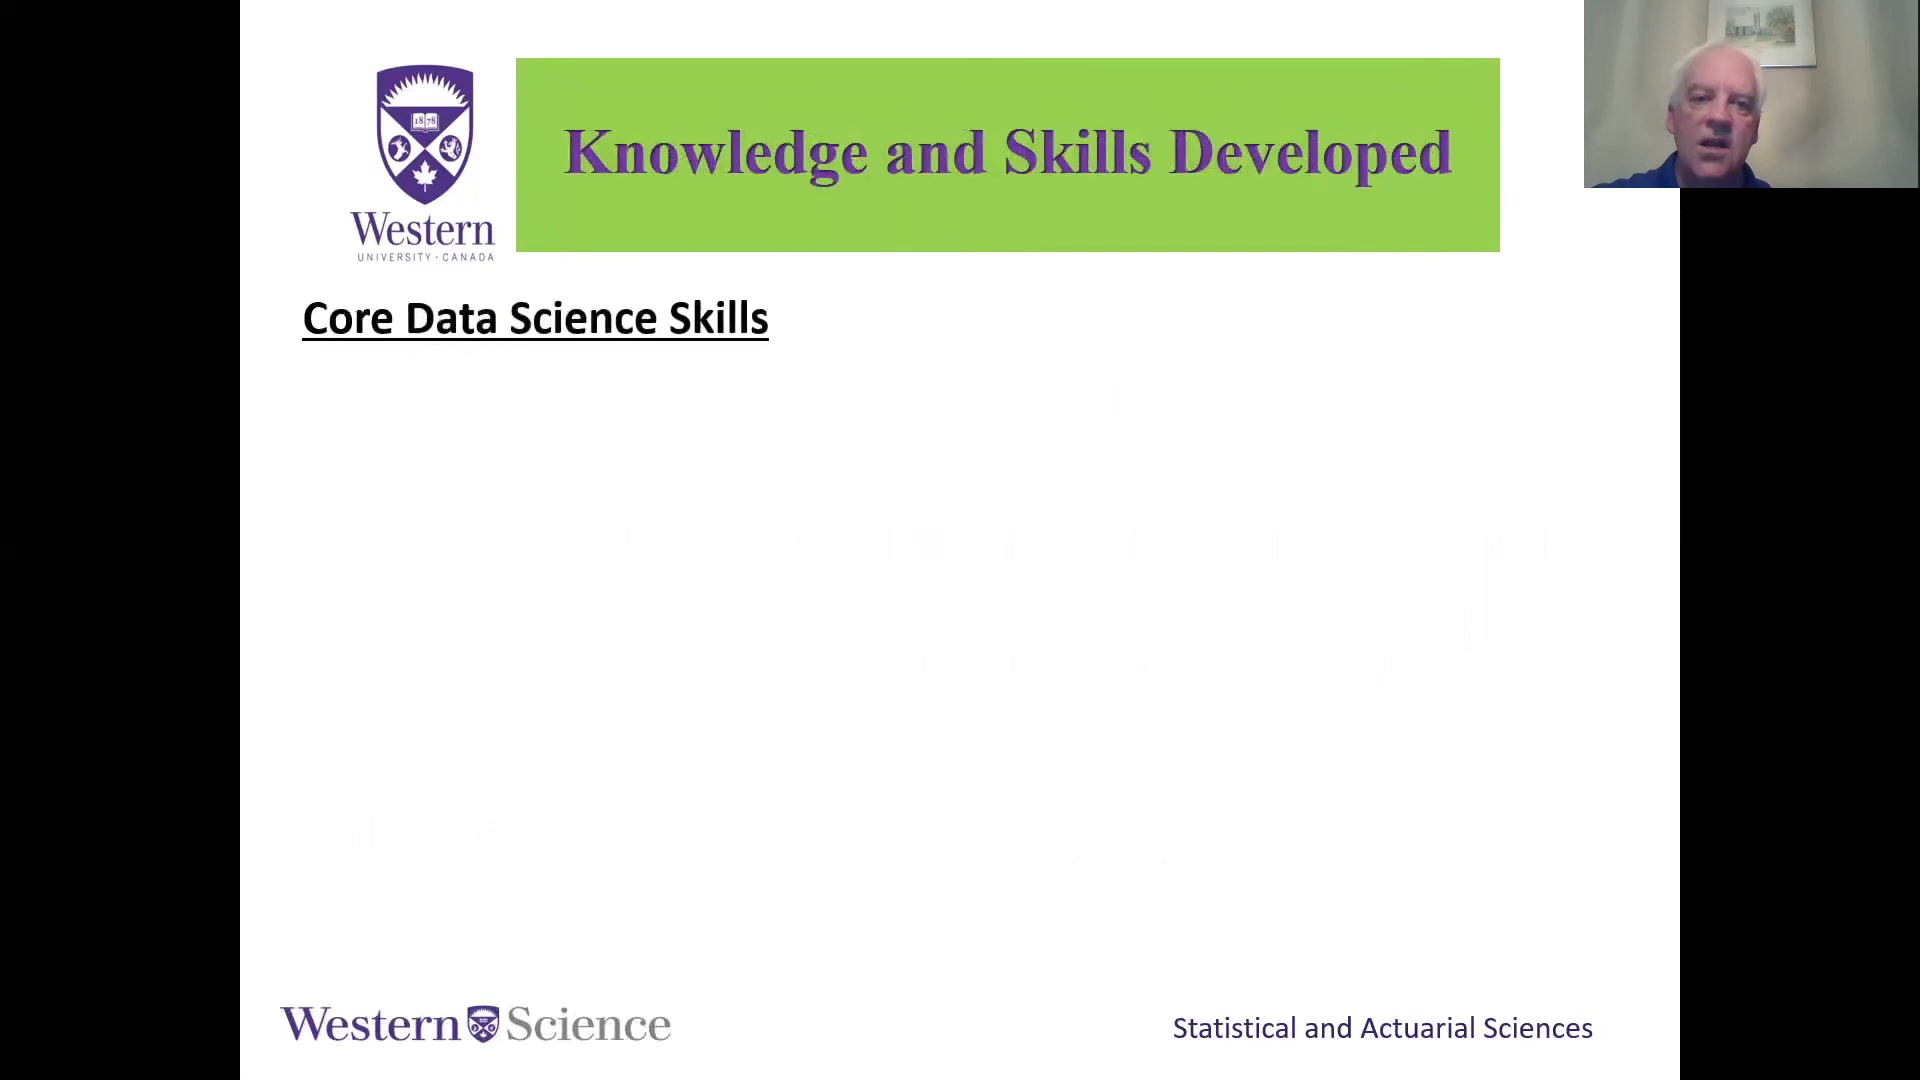 1878
Western
UNIVERSITY · CANADA
Knowledge and Skills Developed
Core Data Science Skills
Western Science
Statistical and Actuarial Sciences